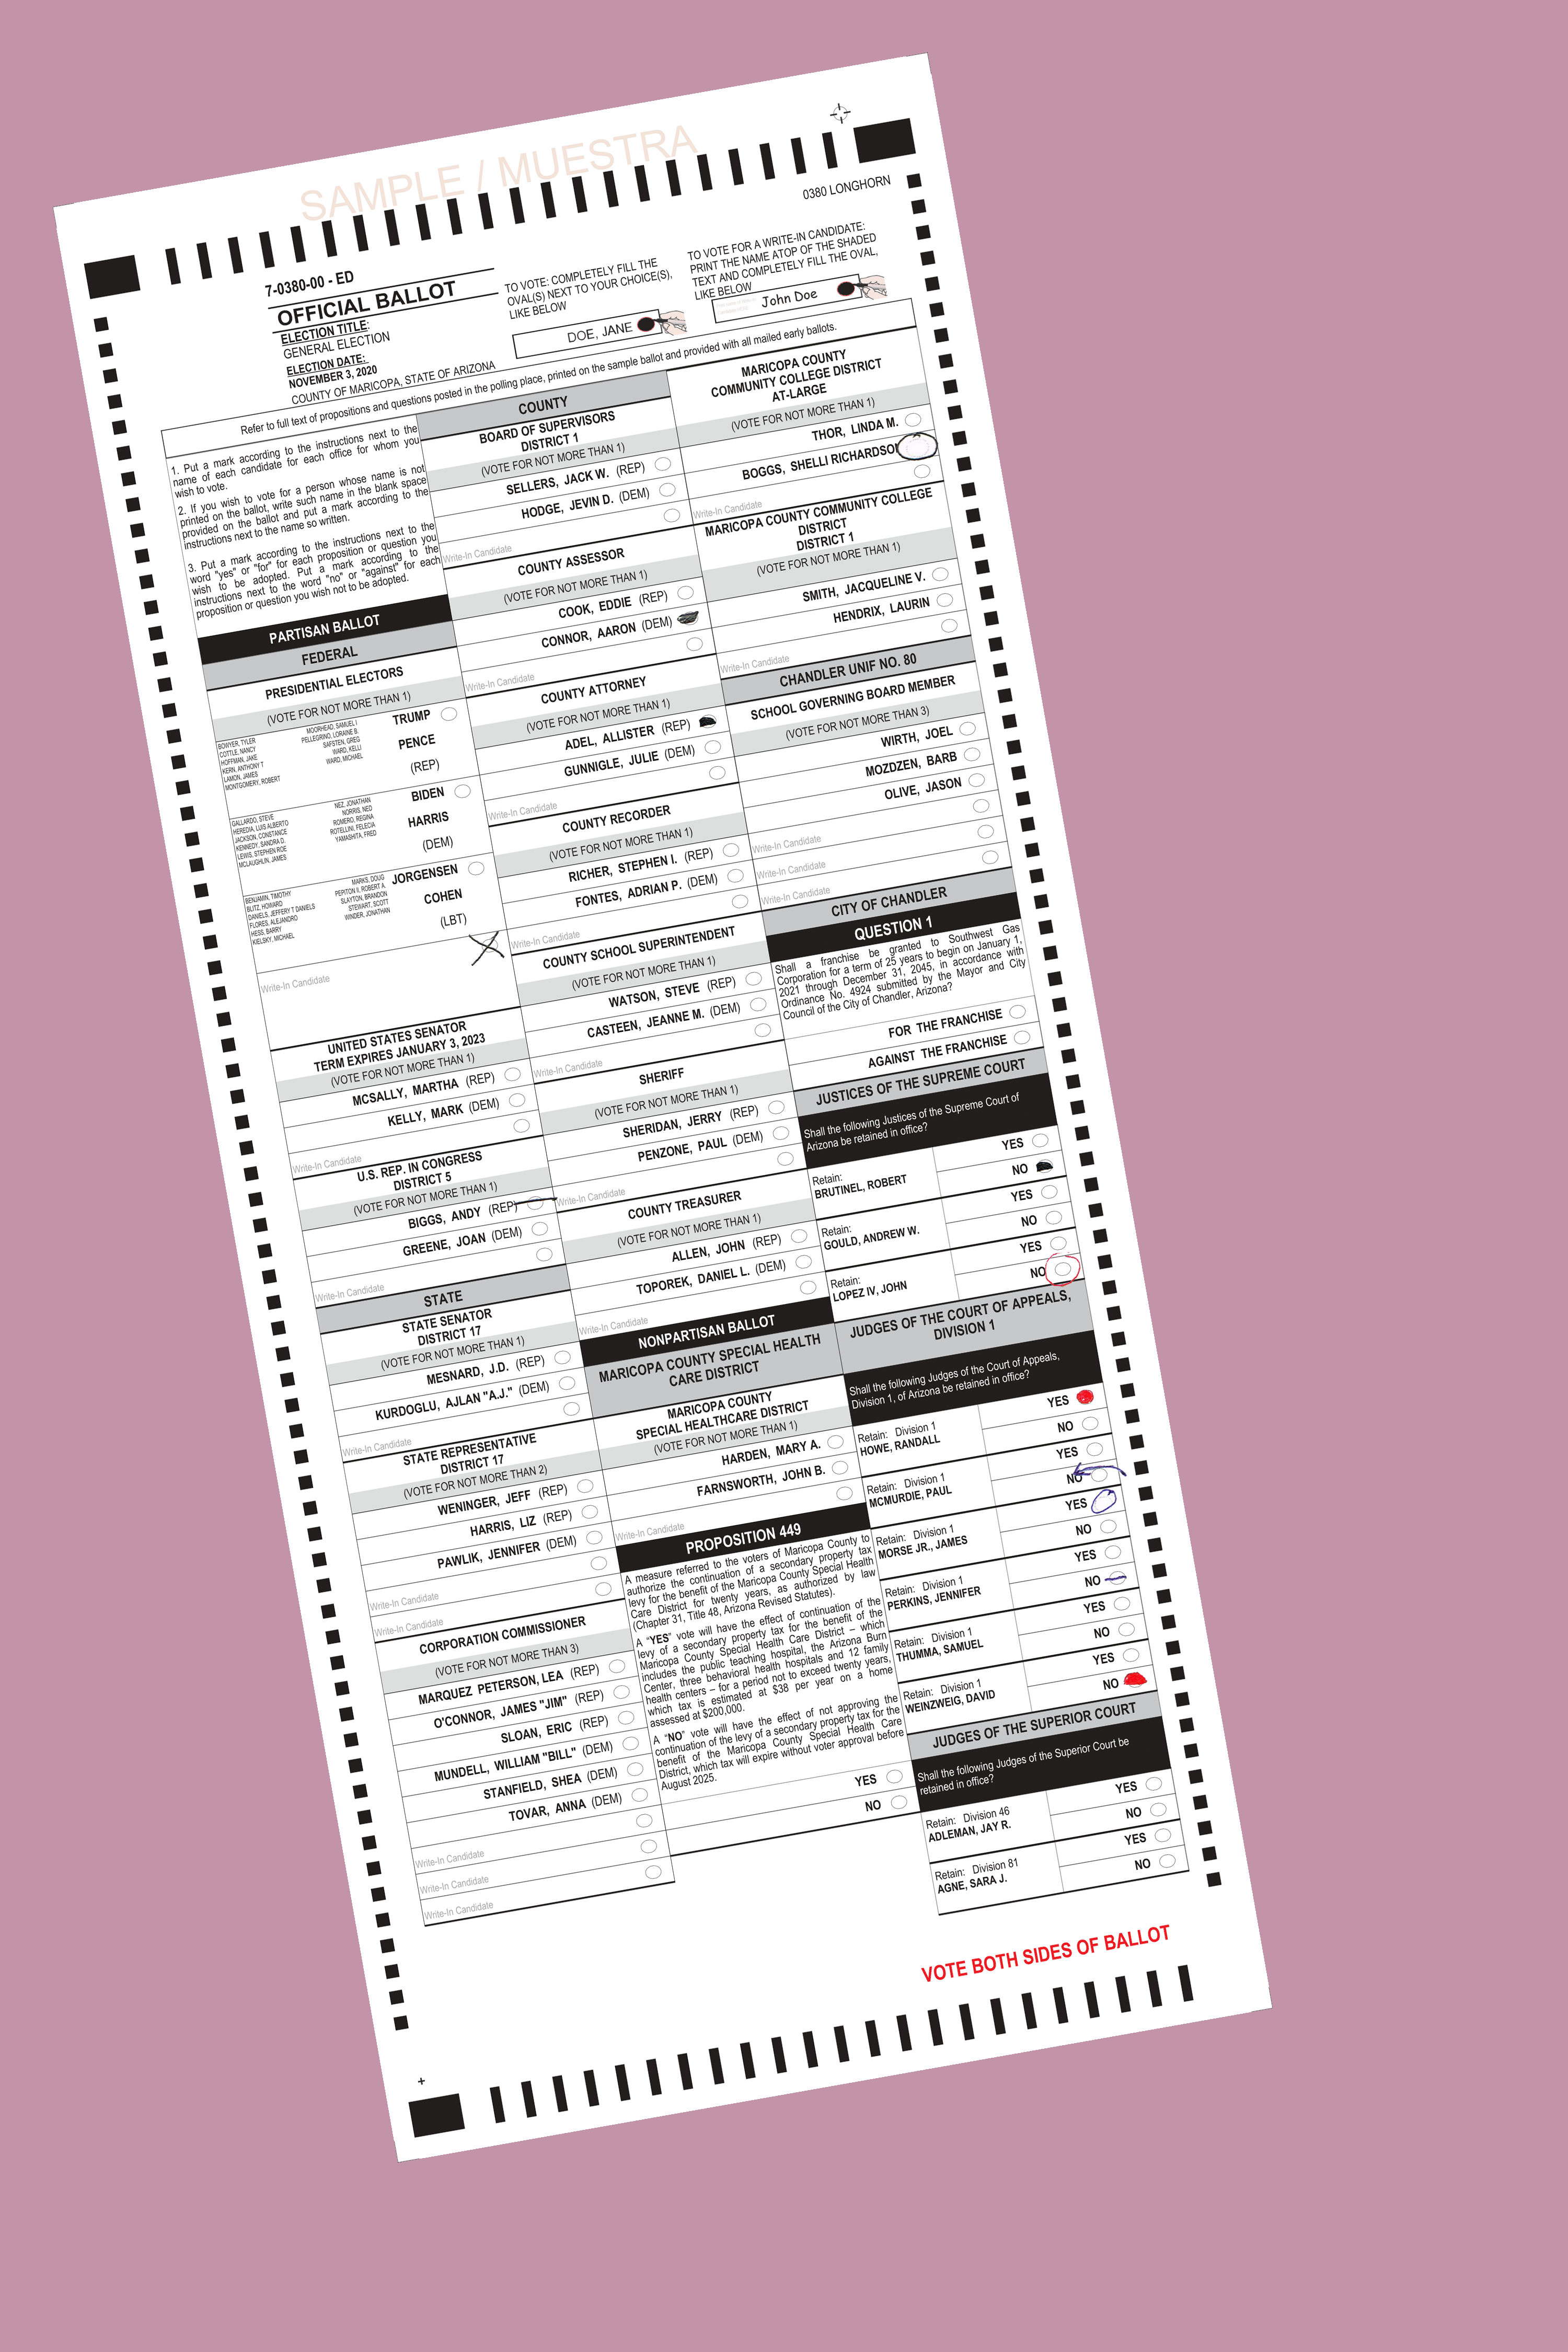 SAMPLE / MUESTRA
0380 LONGHORN
7-0380-00 - ED
OFFICIAL BALLOT
ELECTION TITLE:
GENERAL ELECTION
ELECTION DATE:
NOVEMBER 3, 2020
COUNTY OF MARICOPA, STATE OF ARIZONA
TO VOTE: COMPLETELY FILL THE
OVAL(S) NEXT TO YOUR CHOICE(S),
LIKE BELOW
DOE, JANE
TO VOTE FOR A WRITE-IN CANDIDATE:
PRINT THE NAME ATOP OF THE SHADED
TEXT AND COMPLETELY FILL THE OVAL,
LIKE BELOW
John Doe
Refer to full text of propositions and questions posted in the polling place, printed on the sample ballot and provided with all mailed early ballots.
1. Put a mark according to the instructions next to the
name of each candidate for each office for whom you
wish to vote.
2. If you wish to vote for a person whose name is not
printed on the ballot, write such name in the blank space
provided on the ballot and put a mark according to the
instructions next to the name so written.
3. Put a mark according to the instructions next to the
word "yes" or "for" for each proposition or question you
wish to be adopted. Put a mark according to the
instructions next to the word "no" or "against" for each
proposition or question you wish not to be adopted.
PARTISAN BALLOT
FEDERAL
PRESIDENTIAL ELECTORS
(VOTE FOR NOT MORE THAN 1)
BOWYER, TYLER
COTTLE, NANCY
HOFFMAN, JAKE
KERN, ANTHONY T
LAMON, JAMES
MONTGOMERY, ROBERT
MOORHEAD, SAMUEL I
PELLEGRINO, LORAINE B.
SAFSTEN, GREG
WARD, KELLI
WARD, MICHAEL
TRUMP
PENCE
(REP)
GALLARDO, STEVE
HEREDIA, LUIS ALBERTO
JACKSON, CONSTANCE
KENNEDY, SANDRA D.
LEWIS, STEPHEN ROE
MCLAUGHLIN, JAMES
NEZ, JONATHAN
NORRIS, NED
ROMERO, REGINA
ROTELLINI, FELECIA
YAMASHITA, FRED
BIDEN
HARRIS
(DEM)
BENJAMIN, TIMOTHY
BLITZ, HOWARD
DANIELS, JEFFERY T DANIELS
FLORES, ALEJANDRO
HESS, BARRY
KIELSKY, MICHAEL
MARKS, DOUG
PEPITON II, ROBERT A.
SLAYTON, BRANDON
STEWART, SCOTT
WINDER, JONATHAN
JORGENSEN
COHEN
(LBT)
Write-In Candidate
UNITED STATES SENATOR
TERM EXPIRES JANUARY 3, 2023
(VOTE FOR NOT MORE THAN 1)
MCSALLY, MARTHA (REP)
KELLY, MARK (DEM)
Write-In Candidate
U.S. REP. IN CONGRESS
DISTRICT 5
(VOTE FOR NOT MORE THAN 1)
BIGGS, ANDY (REP)
GREENE, JOAN (DEM)
Write-In Candidate
STATE
STATE SENATOR
DISTRICT 17
(VOTE FOR NOT MORE THAN 1)
MESNARD, J.D. (REP)
KURDOGLU, AJLAN "A.J." (DEM)
Write-In Candidate
STATE REPRESENTATIVE
DISTRICT 17
(VOTE FOR NOT MORE THAN 2)
WENINGER, JEFF (REP)
HARRIS, LIZ (REP)
PAWLIK, JENNIFER (DEM)
Write-In Candidate
Write-In Candidate
CORPORATION COMMISSIONER
(VOTE FOR NOT MORE THAN 3)
MARQUEZ PETERSON, LEA (REP)
O'CONNOR, JAMES "JIM" (REP)
SLOAN, ERIC (REP)
MUNDELL, WILLIAM "BILL" (DEM)
STANFIELD, SHEA (DEM)
TOVAR, ANNA (DEM)
Write-In Candidate
Write-In Candidate
Write-In Candidate
COUNTY
BOARD OF SUPERVISORS
DISTRICT 1
(VOTE FOR NOT MORE THAN 1)
SELLERS, JACK W. (REP)
HODGE, JEVIN D. (DEM)
Write-In Candidate
COUNTY ASSESSOR
(VOTE FOR NOT MORE THAN 1)
COOK, EDDIE (REP)
CONNOR, AARON (DEM)
Write-In Candidate
COUNTY ATTORNEY
(VOTE FOR NOT MORE THAN 1)
ADEL, ALLISTER (REP)
GUNNIGLE, JULIE (DEM)
Write-In Candidate
COUNTY RECORDER
(VOTE FOR NOT MORE THAN 1)
RICHER, STEPHEN I. (REP)
FONTES, ADRIAN P. (DEM)
Write-In Candidate
COUNTY SCHOOL SUPERINTENDENT
(VOTE FOR NOT MORE THAN 1)
WATSON, STEVE (REP)
CASTEEN, JEANNE M. (DEM)
Write-In Candidate
SHERIFF
(VOTE FOR NOT MORE THAN 1)
SHERIDAN, JERRY (REP)
PENZONE, PAUL (DEM)
Write-In Candidate
COUNTY TREASURER
(VOTE FOR NOT MORE THAN 1)
ALLEN, JOHN (REP)
TOPOREK, DANIEL L. (DEM)
Write-In Candidate
NONPARTISAN BALLOT
MARICOPA COUNTY SPECIAL HEALTH
CARE DISTRICT
MARICOPA COUNTY
SPECIAL HEALTHCARE DISTRICT
(VOTE FOR NOT MORE THAN 1)
HARDEN, MARY A.
FARNSWORTH, JOHN B.
Write-In Candidate
PROPOSITION 449
A measure referred to the voters of Maricopa County to
authorize the continuation of a secondary property tax
levy for the benefit of the Maricopa County Special Health
Care District for twenty years, as authorized by law
(Chapter 31, Title 48, Arizona Revised Statutes).
A "YES" vote will have the effect of continuation of the
levy of a secondary property tax for the benefit of the
Maricopa County Special Health Care District – which
includes the public teaching hospital, the Arizona Burn
Center, three behavioral health hospitals and 12 family
health centers – for a period not to exceed twenty years,
which tax is estimated at $38 per year on a home
assessed at $200,000.
A "NO" vote will have the effect of not approving the
continuation of the levy of a secondary property tax for the
benefit of the Maricopa County Special Health Care
District, which tax will expire without voter approval before
August 2025.
YES
NO
MARICOPA COUNTY
COMMUNITY COLLEGE DISTRICT
AT-LARGE
(VOTE FOR NOT MORE THAN 1)
THOR, LINDA M.
BOGGS, SHELLI RICHARDSON
Write-In Candidate
MARICOPA COUNTY COMMUNITY COLLEGE
DISTRICT
DISTRICT 1
(VOTE FOR NOT MORE THAN 1)
SMITH, JACQUELINE V.
HENDRIX, LAURIN
Write-In Candidate
CHANDLER UNIF NO. 80
SCHOOL GOVERNING BOARD MEMBER
(VOTE FOR NOT MORE THAN 3)
WIRTH, JOEL
MOZDZEN, BARB
OLIVE, JASON
Write-In Candidate
Write-In Candidate
Write-In Candidate
CITY OF CHANDLER
QUESTION 1
Shall a franchise be granted to Southwest Gas
Corporation for a term of 25 years to begin on January 1,
2021 through December 31, 2045, in accordance with
Ordinance No. 4924 submitted by the Mayor and City
Council of the City of Chandler, Arizona?
FOR THE FRANCHISE
AGAINST THE FRANCHISE
JUSTICES OF THE SUPREME COURT
Shall the following Justices of the Supreme Court of
Arizona be retained in office?
Retain:
BRUTINEL, ROBERT
YES
NO
Retain:
GOULD, ANDREW W.
YES
NO
Retain:
LOPEZ IV, JOHN
YES
NO
JUDGES OF THE COURT OF APPEALS,
DIVISION 1
Shall the following Judges of the Court of Appeals,
Division 1, of Arizona be retained in office?
Retain: Division 1
HOWE, RANDALL
YES
NO
Retain: Division 1
MCMURDIE, PAUL
YES
NO
Retain: Division 1
MORSE JR., JAMES
YES
NO
Retain: Division 1
PERKINS, JENNIFER
YES
NO
Retain: Division 1
THUMMA, SAMUEL
YES
NO
Retain: Division 1
WEINZWEIG, DAVID
YES
NO
JUDGES OF THE SUPERIOR COURT
Shall the following Judges of the Superior Court be
retained in office?
Retain: Division 46
ADLEMAN, JAY R.
YES
NO
Retain: Division 81
AGNE, SARA J.
YES
NO
VOTE BOTH SIDES OF BALLOT